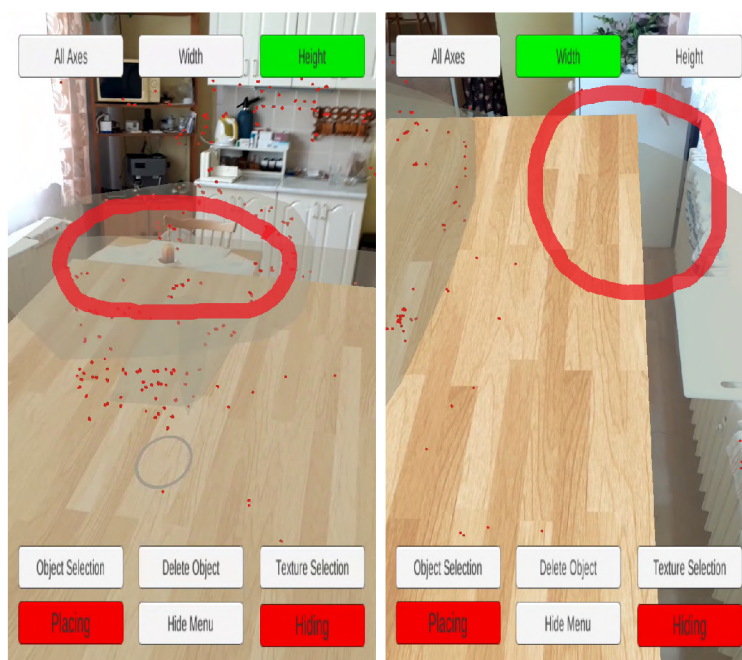 All Axes Width Height
Object Selection Delete Object Texture Selection
Placing Hide Menu Hiding
All Axes Width Height
Object Selection Delete Object Texture Selection
Placing Hide Menu Hiding